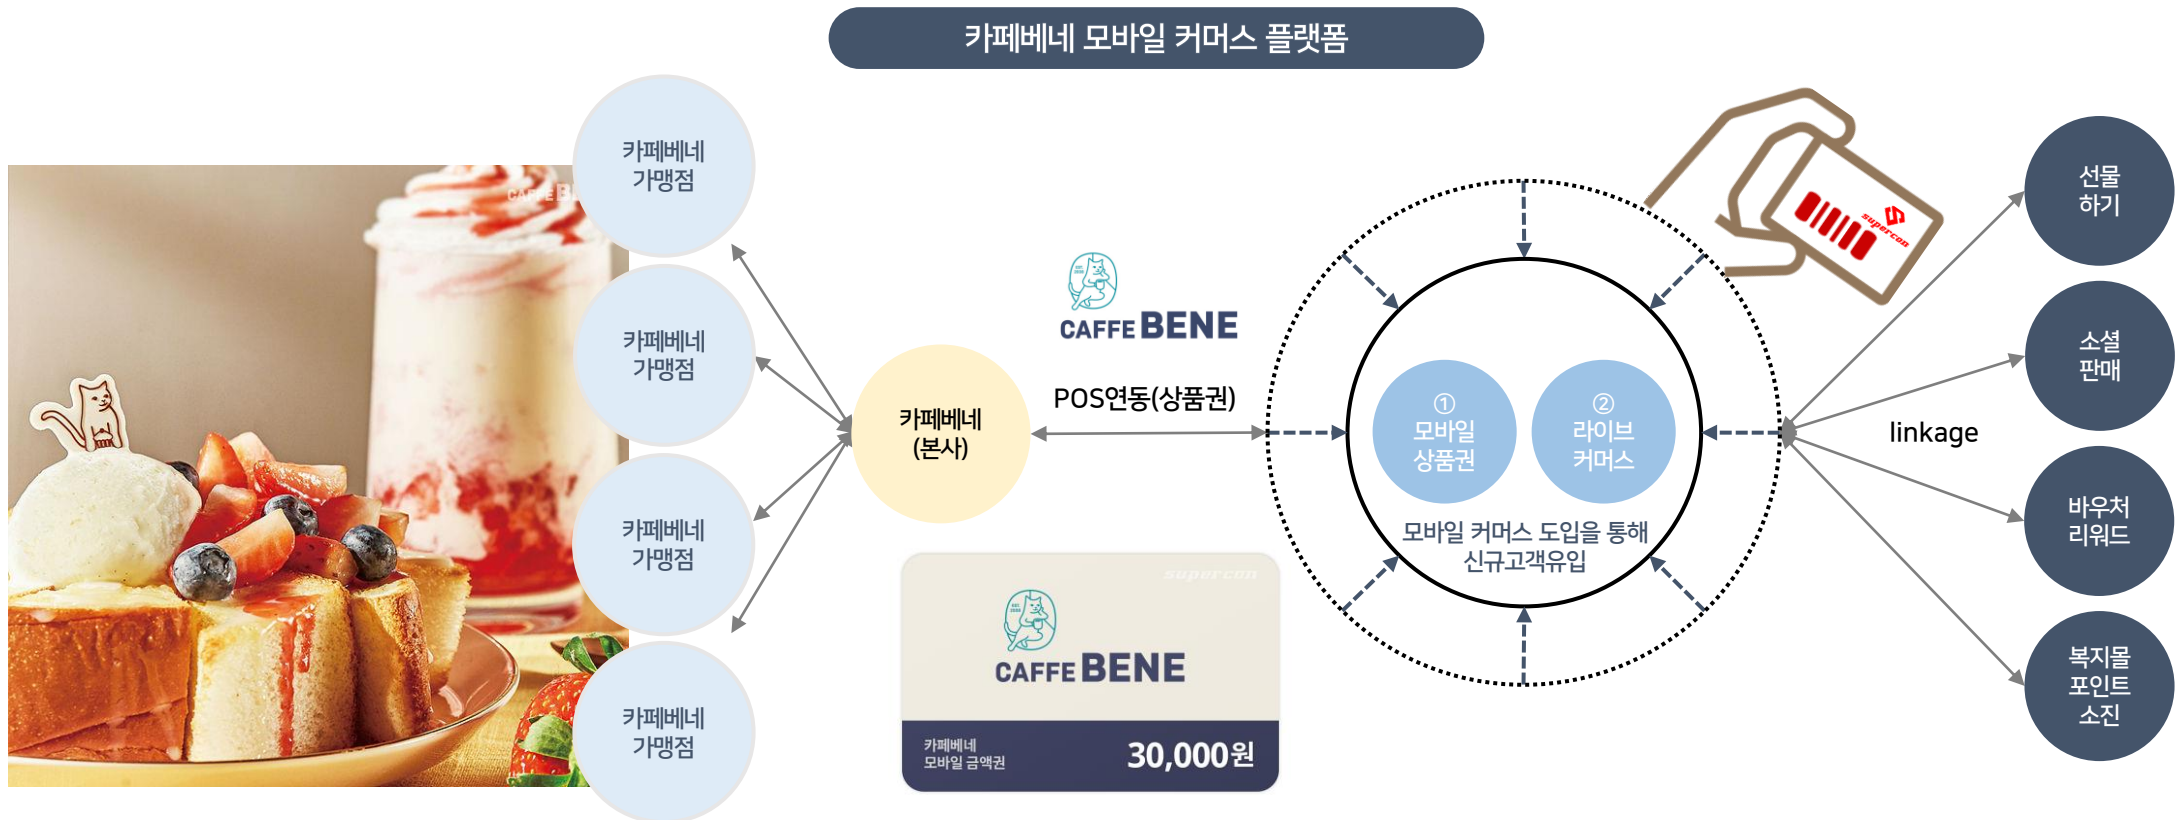 카페베네 모바일 커머스 플랫폼
카페베네
가맹점
카페베네
가맹점
카페베네
가맹점
카페베네
가맹점
CAFFE BENE
카페베네
(본사)
CAFFE BENE
POS연동(상품권)
supercon
CAFFE BENE
카페베네
모바일 금액권
30,000원
①
모바일
상품권
②
라이브
커머스
모바일 커머스 도입을 통해
신규고객유입
supercon
linkage
선물
하기
소셜
판매
바우처
리워드
복지몰
포인트
소진